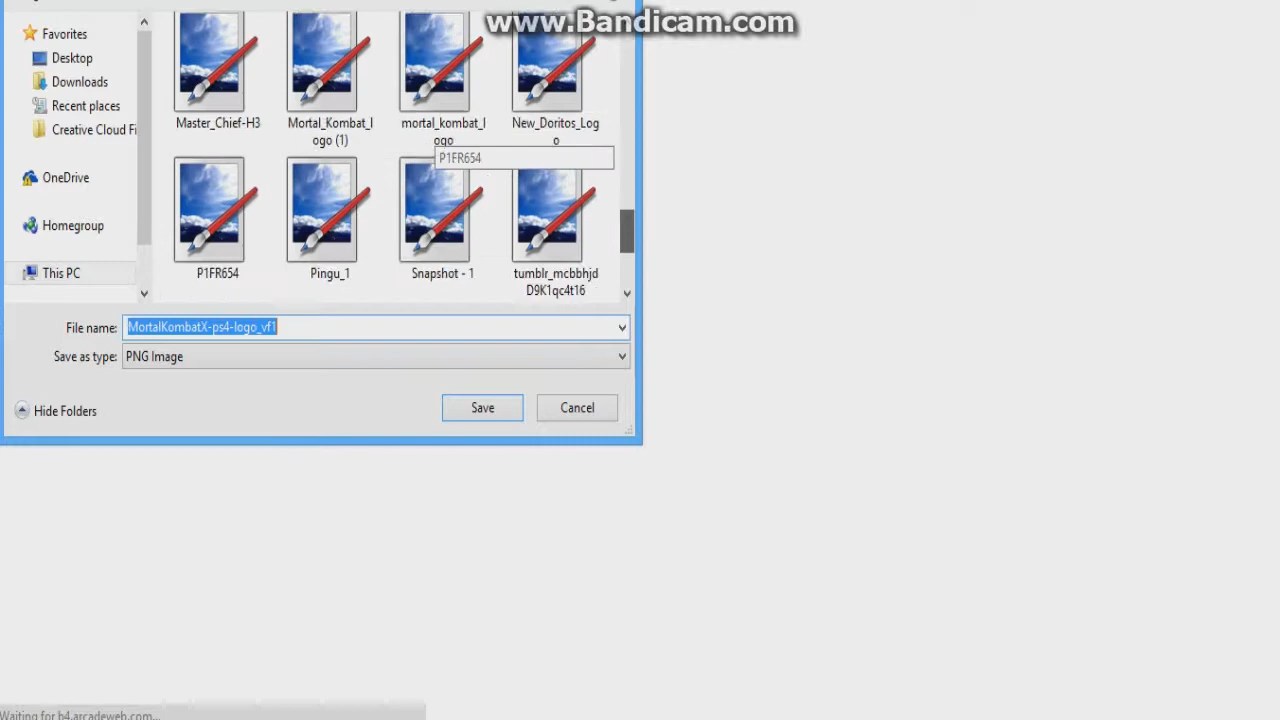 www.Bandicam.com
Favorites
Desktop
Downloads
Recent places
Creative Cloud Fi
OneDrive
Homegroup
This PC
Master_Chief-H3
Mortal_Kombat_l
ogo (1)
mortal_kombat_l
ogo
New_Doritos_Log
o
P1FR654
P1FR654
Pingu_1
Snapshot - 1
tumblr_mcbbhjd
D9K1qc4t16
File name: MortalKombatX-ps4-logo_vf1
Save as type: PNG Image
Hide Folders
Save
Cancel
Waiting for b4.arcadeweb.com...